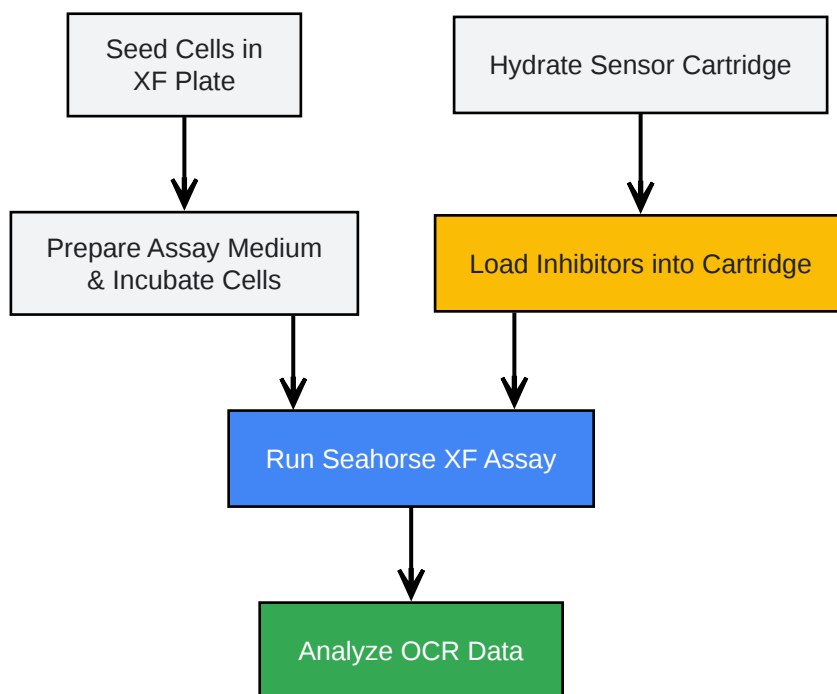 Seed Cells in
XF Plate
Hydrate Sensor Cartridge
Prepare Assay Medium
& Incubate Cells
Load Inhibitors into Cartridge
Run Seahorse XF Assay
Analyze OCR Data